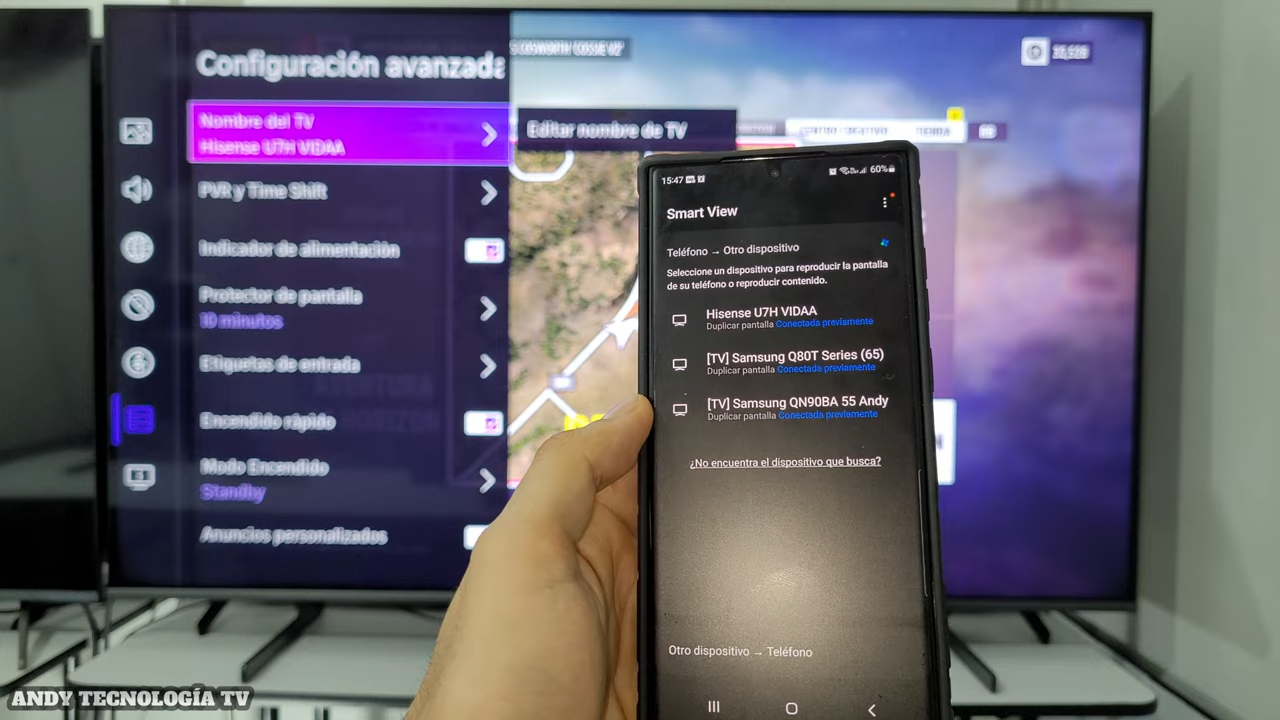 Configuración avanzada
Nombre del TV
Hisense U7H VIDAA
Editar nombre de TV
PVR y Time Shift
Indicador de alimentación
Protector de pantalla
10 minutos
Etiquetas de entrada
Encendido rápido
Modo Encendido
Standby
Anuncios personalizados
15:47
60%
Smart View
Teléfono → Otro dispositivo
Seleccione un dispositivo para reproducir la pantalla
de su teléfono o reproducir contenido.
Hisense U7H VIDAA
Duplicar pantalla Conectada previamente
[TV] Samsung Q80T Series (65)
Duplicar pantalla Conectada previamente
[TV] Samsung QN90BA 55 Andy
Duplicar pantalla Conectada previamente
¿No encuentra el dispositivo que busca?
Otro dispositivo → Teléfono
ANDY TECNOLOGÍA TV